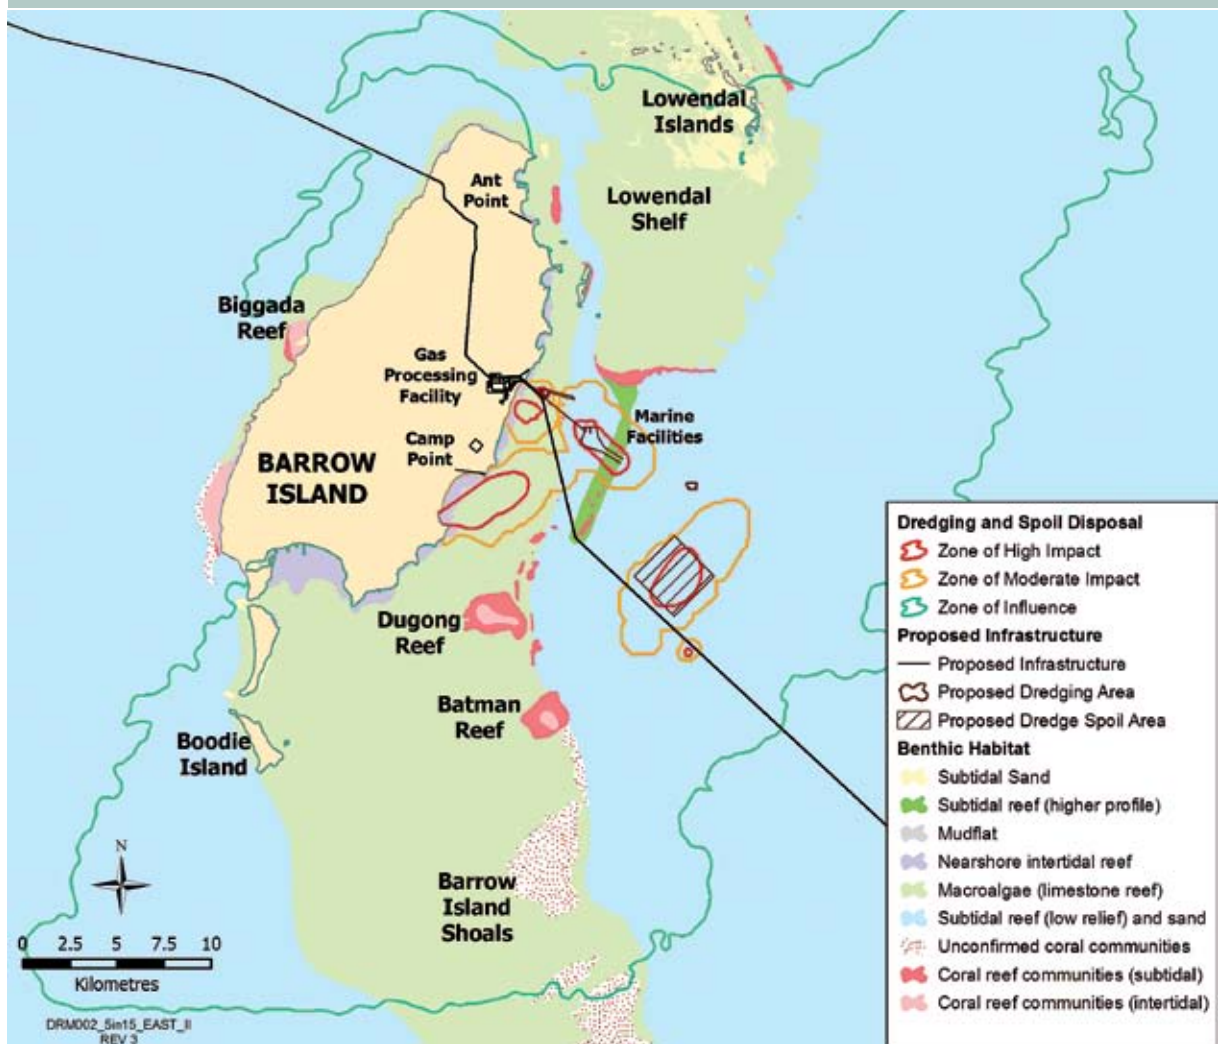 Lowendal
Islands
Ant
Point
Lowendal
Shelf
Biggada
Reef
Gas
Processing
Facility
Marine
Facilities
Camp
Point
BARROW
ISLAND
Dugong
Reef
Batman
Reef
Boodie
Island
Barrow
Island
Shoals
N
0 2.5 5 7.5 10
Kilometres
DRM002_5in15_EAST_II
REV 3
Dredging and Spoil Disposal
Zone of High Impact
Zone of Moderate Impact
Zone of Influence
Proposed Infrastructure
Proposed Infrastructure
Proposed Dredging Area
Proposed Dredge Spoil Area
Benthic Habitat
Subtidal Sand
Subtidal reef (higher profile)
Mudflat
Nearshore intertidal reef
Macroalgae (limestone reef)
Subtidal reef (low relief) and sand
Unconfirmed coral communities
Coral reef communities (subtidal)
Coral reef communities (intertidal)